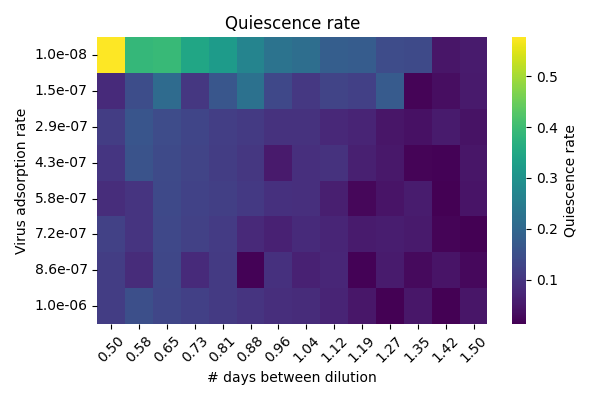 Quiescence rate
Virus adsorption rate
1.0e-08
1.5e-07
2.9e-07
4.3e-07
5.8e-07
7.2e-07
8.6e-07
1.0e-06
0.50 0.58 0.65 0.73 0.81 0.88 0.96 1.04 1.12 1.19 1.27 1.35 1.42 1.50
# days between dilution
0.5
0.4
0.3
0.2
0.1
Quiescence rate